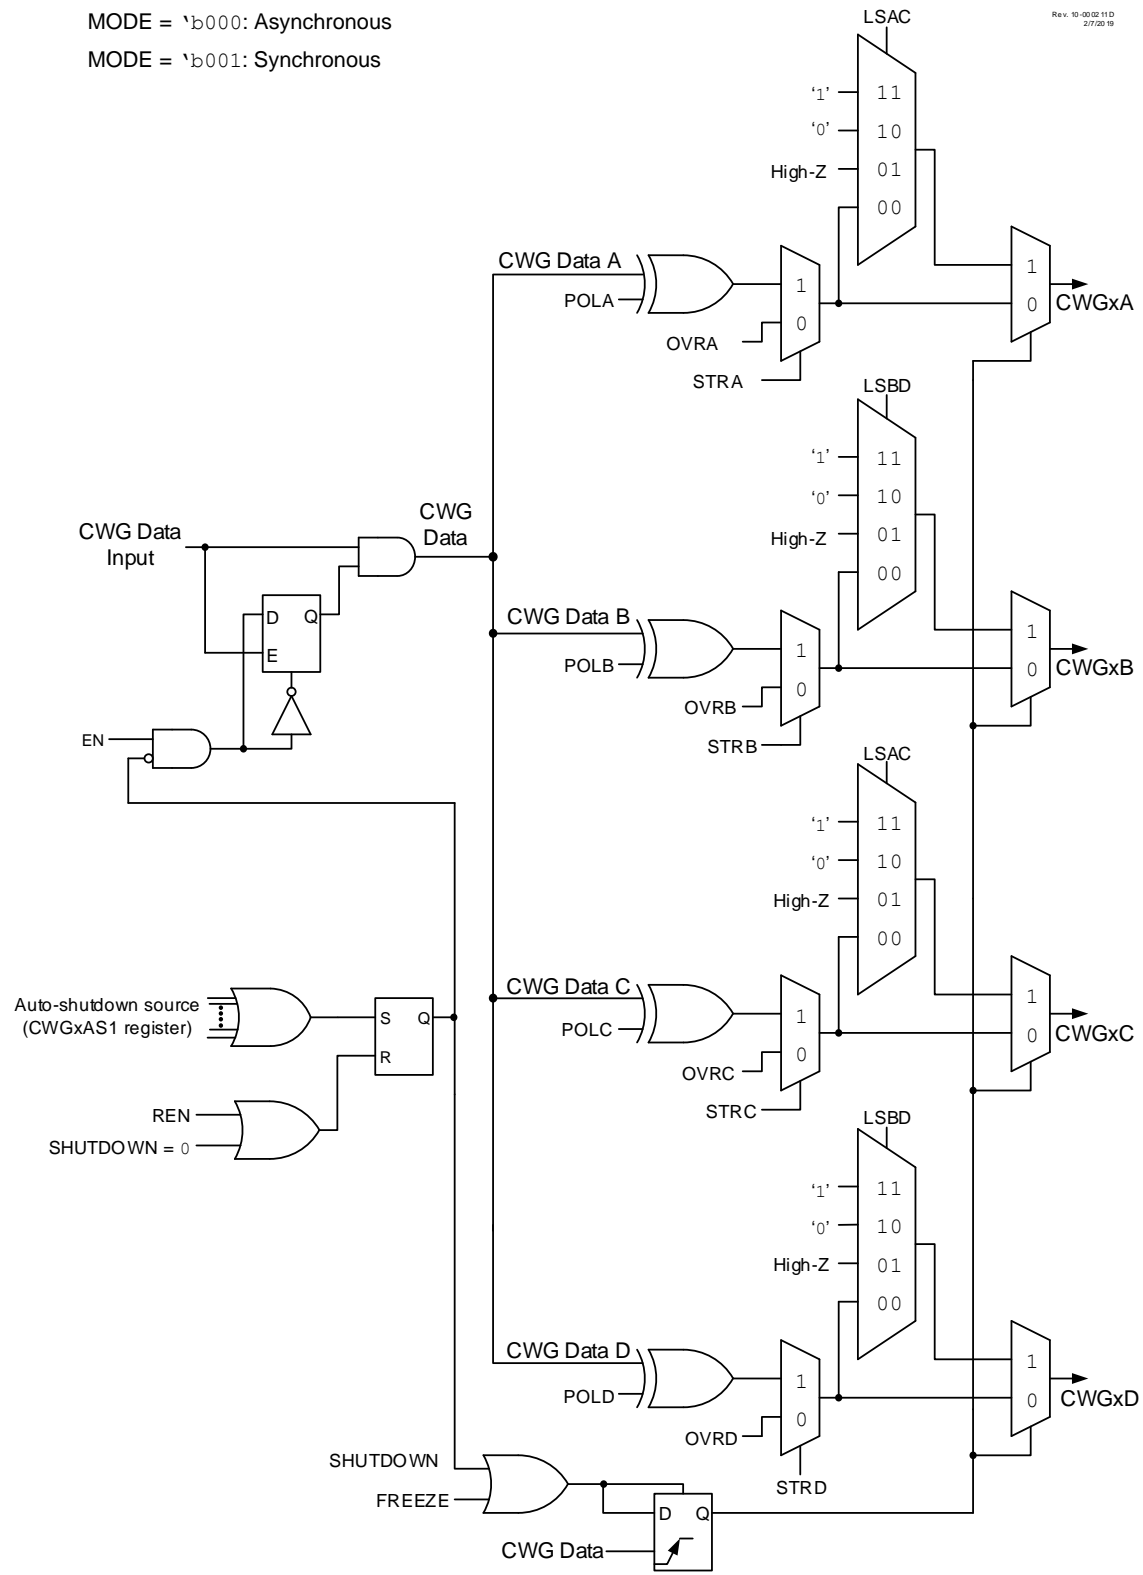 MODE = ‘b000: Asynchronous
MODE = ‘b001: Synchronous
Rev. 10-000211D
2/7/2019
LSAC
‘1’
11
‘0’
10
High-Z
01
00
CWG Data A
POLA
1
0
OVRA
STRA
1
0
CWGxA
LSBD
‘1’
11
‘0’
10
High-Z
01
00
CWG Data
Input
CWG
Data
D
Q
E
EN
CWG Data B
POLB
1
0
OVRB
STRB
1
0
CWGxB
LSAC
‘1’
11
‘0’
10
High-Z
01
00
Auto-shutdown source
(CWGxAS1 register)
S
Q
R
REN
SHUTDOWN = 0
CWG Data C
POLC
1
0
OVRC
STRC
1
0
CWGxC
LSBD
‘1’
11
‘0’
10
High-Z
01
00
CWG Data D
POLD
1
0
OVRD
STRD
1
0
CWGxD
SHUTDOWN
FREEZE
D
Q
CWG Data